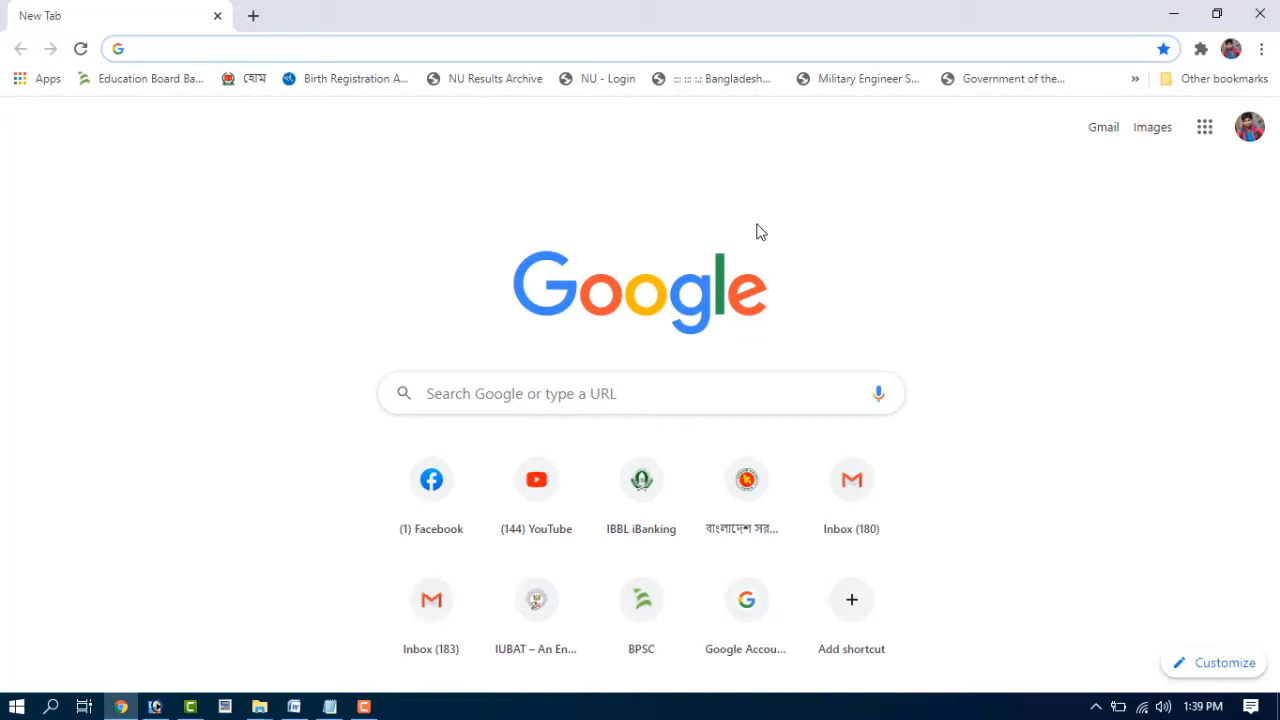 New Tab
Apps Education Board Ba... হোম Birth Registration A... NU Results Archive NU - Login ::: ::: .: Bangladesh... Military Engineer S... Government of the... » Other bookmarks
Gmail Images
Google
Search Google or type a URL
(1) Facebook (144) YouTube IBBL iBanking বাংলাদেশ সর... Inbox (180)
Inbox (183) IUBAT – An En... BPSC Google Accou... Add shortcut
Customize
1:39 PM